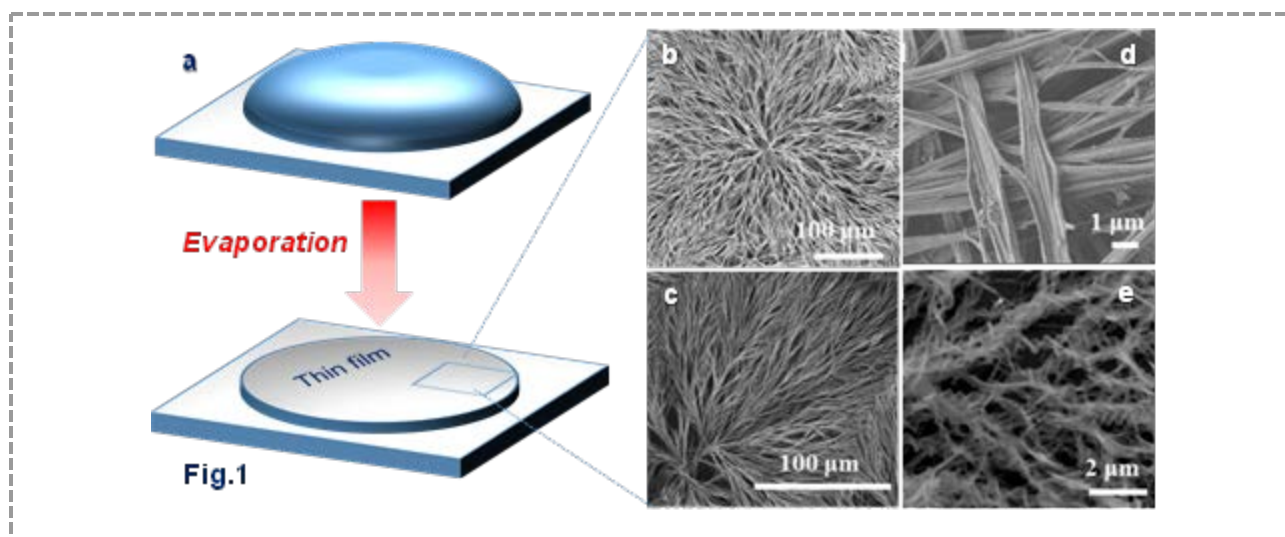 a
Evaporation
Thin film
Fig.1
b
100 μm
c
100 μm
d
1 μm
e
2 μm